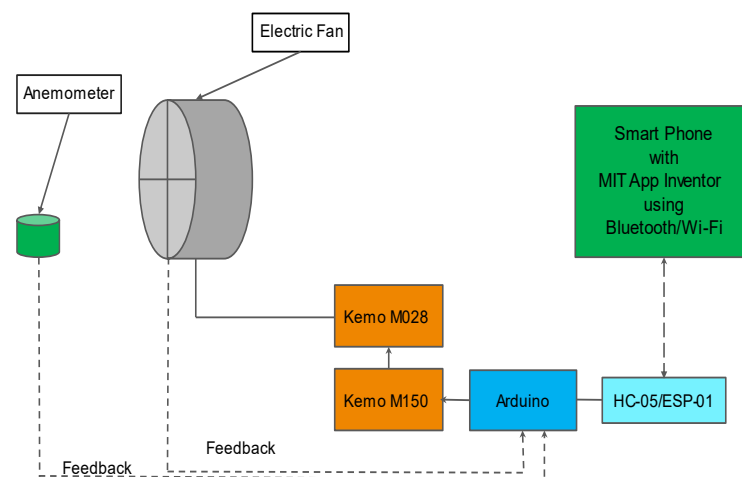 Electric Fan
Anemometer
Smart Phone
with
MIT App Inventor
using
Bluetooth/Wi-Fi
Kemo M028
Kemo M150
Arduino
HC-05/ESP-01
Feedback
Feedback